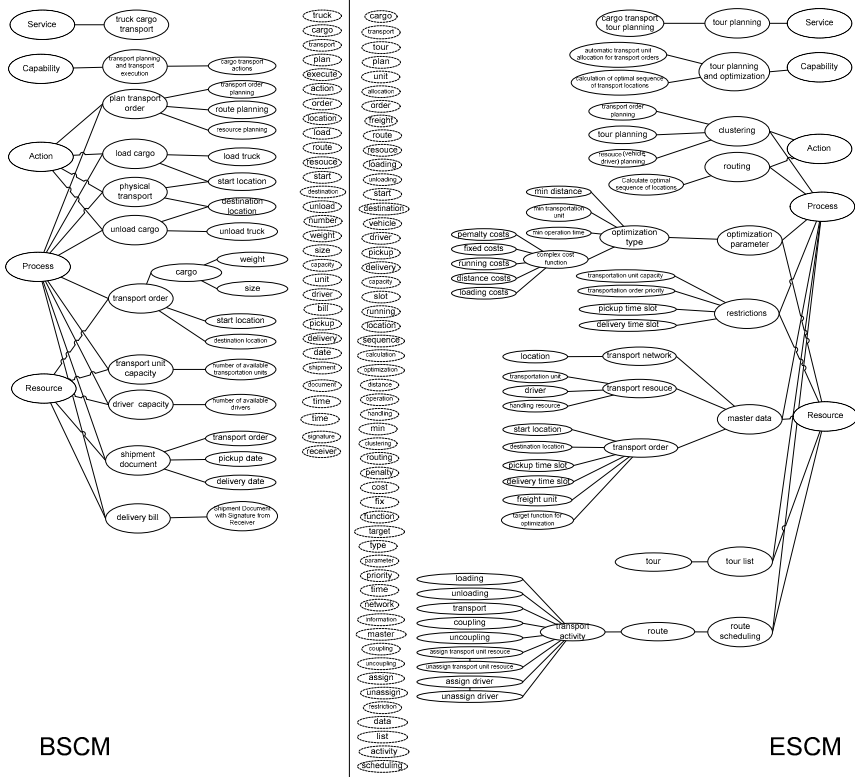 Service
truck cargo
transport
Capability
transport planning
and transport
execution
cargo transport
actions
plan transport
order
transport order
planning
route planning
resource planning
Action
load cargo
load truck
physical
transport
start location
destination
location
unload cargo
unload truck
Process
cargo
weight
size
transport order
start location
destination location
Resource
transport unit
capacity
number of available
transportation units
driver capacity
number of available
drivers
shipment
document
transport order
pickup date
delivery date
delivery bill
Shipment Document
with Signature from
Receiver
BSCM
truck
cargo
transport
plan
execute
action
order
location
load
route
resouce
start
destination
unload
number
weight
size
capacity
unit
driver
bill
pickup
delivery
date
shipment
document
time
time
signature
receiver
cargo
transport
tour
plan
unit
allocation
order
freight
route
resouce
loading
unloading
start
destination
vehicle
driver
pickup
delivery
capacity
slot
running
location
sequence
calculation
optimization
distance
operation
handling
min
clustering
routing
penalty
cost
fix
function
target
type
parameter
priority
time
network
information
master
coupling
uncoupling
assign
unassign
restriction
data
list
activity
scheduling
cargo transport
tour planning
tour planning
Service
automatic transport unit
allocation for transport orders
calculation of optimal sequence
of transport locations
tour planning
and optimization
Capability
transport order
planning
tour planning
resource (vehicle,
driver) planning
clustering
Action
Calculate optimal
sequence of locations
routing
Process
min distance
min transportation
unit
min operation time
penalty costs
fixed costs
running costs
distance costs
loading costs
complex cost
function
optimization
type
optimization
parameter
transportation unit capacity
transportation order priority
pickup time slot
delivery time slot
restrictions
location
transport network
transportation unit
driver
handling resource
transport resouce
master data
Resource
start location
destination location
pickup time slot
delivery time slot
freight unit
target function for
optimization
transport order
tour
tour list
loading
unloading
transport
coupling
uncoupling
assign transport unit resouce
unassign transport unit resouce
assign driver
unassign driver
transport
activity
route
route
scheduling
ESCM